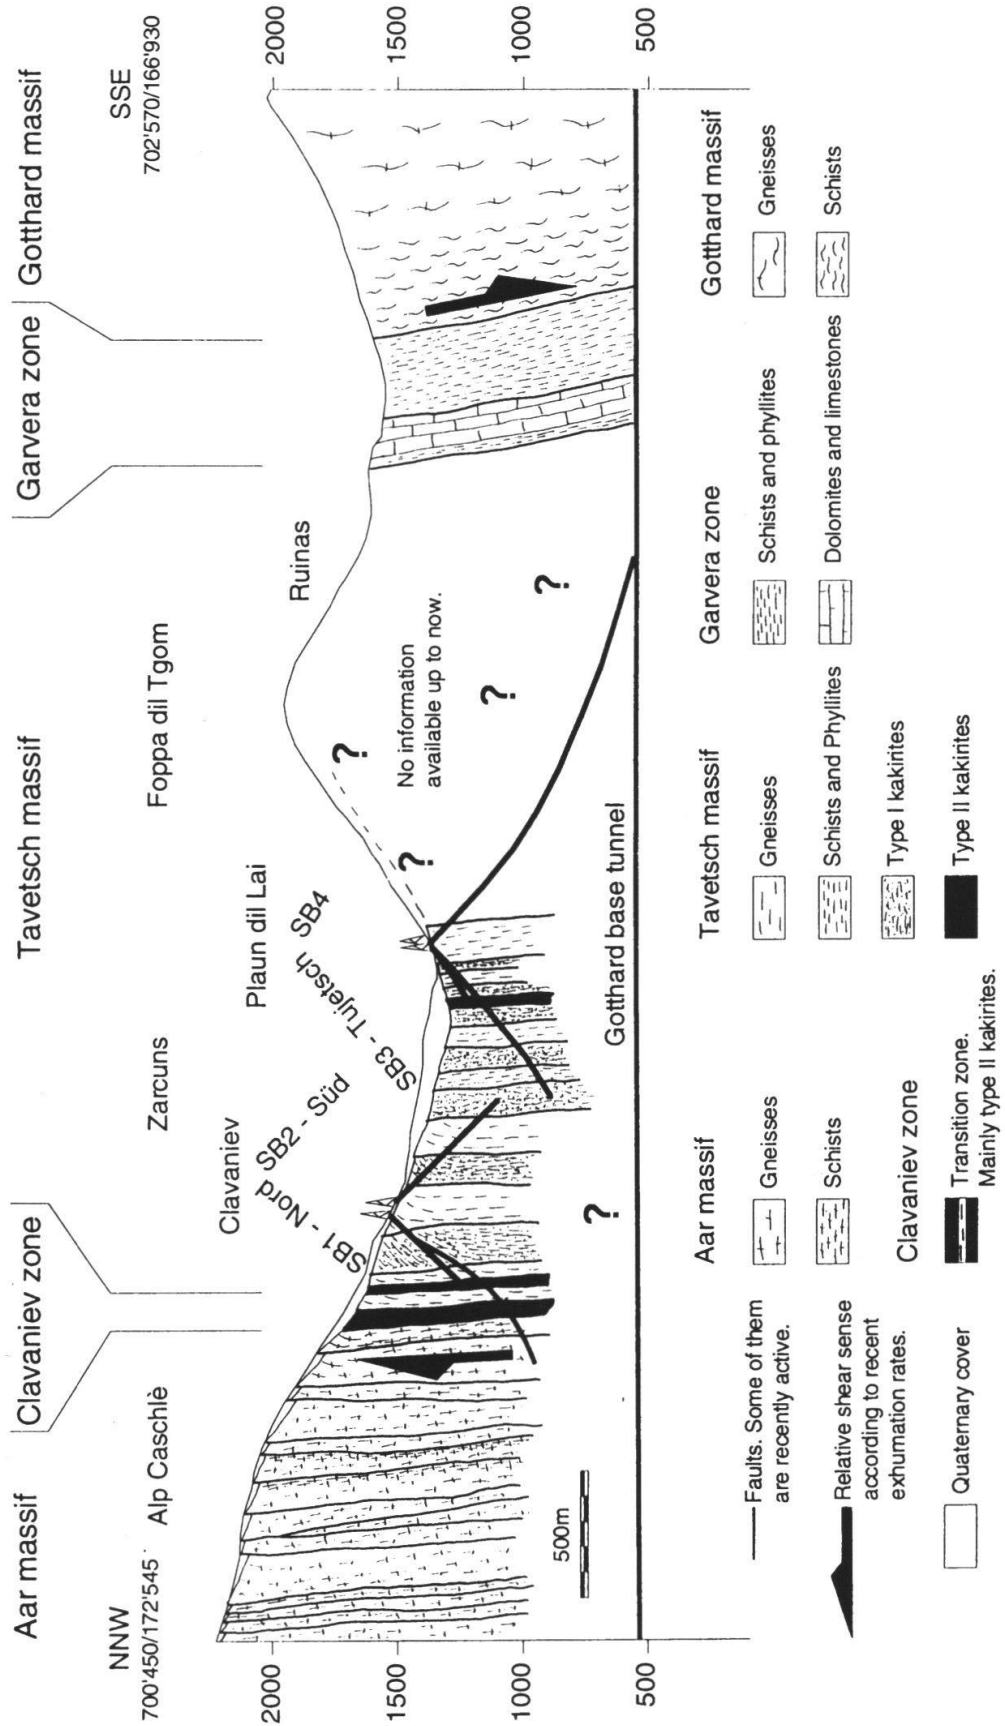 Aar massif
Clavaniev zone
Tavetsch massif
Garvera zone
Gotthard massif
NNW
700'450/172'545
SSE
702'570/166'930
Alp Caschlè
Zarcuns
Foppa dil Tgom
Clavaniev
Plaun dil Lai
Ruinas
SB1 - Nord
SB2 - Süd
SB3 - Tujetsch
SB4
2000
1500
1000
500
2000
1500
1000
500
?
?
No information
available up to now.
?
?
?
500m
Gotthard base tunnel
Faults. Some of them
are recently active.
Relative shear sense
according to recent
exhumation rates.
Quaternary cover
Aar massif
Gneisses
Schists
Clavaniev zone
Transition zone.
Mainly type II kakirites.
Tavetsch massif
Gneisses
Schists and Phyllites
Type I kakirites
Type II kakirites
Garvera zone
Schists and phyllites
Dolomites and limestones
Gotthard massif
Gneisses
Schists